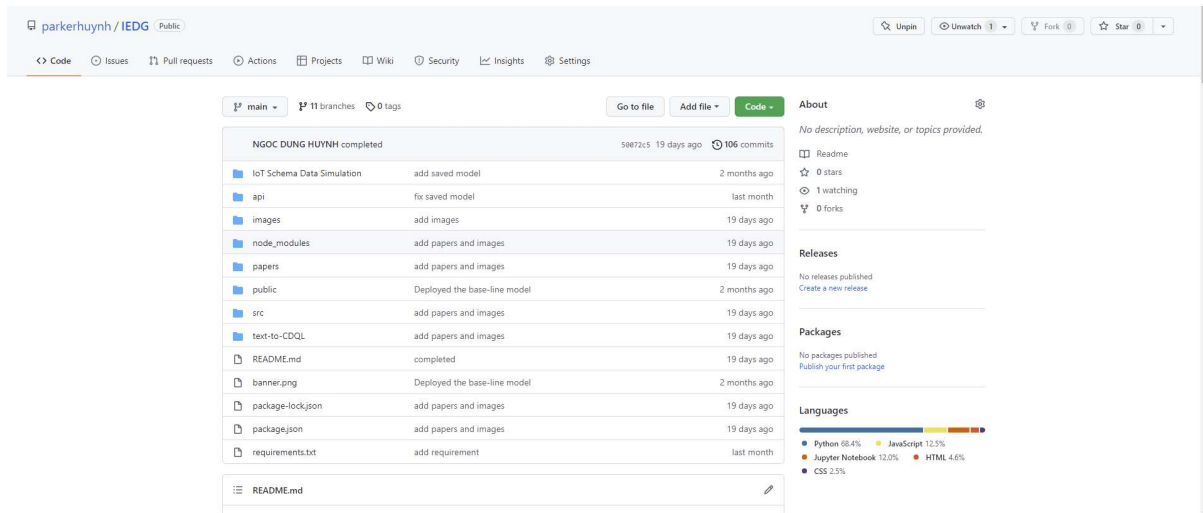 parkerhuynh / IEDG Public
Unpin
Unwatch 1
Fork 0
Star 0
<> Code
Issues
Pull requests
Actions
Projects
Wiki
Security
Insights
Settings
main
11 branches
0 tags
Go to file
Add file
Code
NGOC DUNG HUYNH completed 50072c5 19 days ago 106 commits
IoT Schema Data Simulation add saved model 2 months ago
api fix saved model last month
images add images 19 days ago
node_modules add papers and images 19 days ago
papers add papers and images 19 days ago
public Deployed the base-line model 2 months ago
src add papers and images 19 days ago
text-to-CDQL add papers and images 19 days ago
README.md completed 19 days ago
banner.png Deployed the base-line model 2 months ago
package-lock.json add papers and images 19 days ago
package.json add papers and images 19 days ago
requirements.txt add requirement last month
README.md
About
No description, website, or topics provided.
Readme
0 stars
1 watching
0 forks
Releases
No releases published
Create a new release
Packages
No packages published
Publish your first package
Languages
Python 68.4% JavaScript 12.5%
Jupyter Notebook 12.0% HTML 4.6%
CSS 2.5%